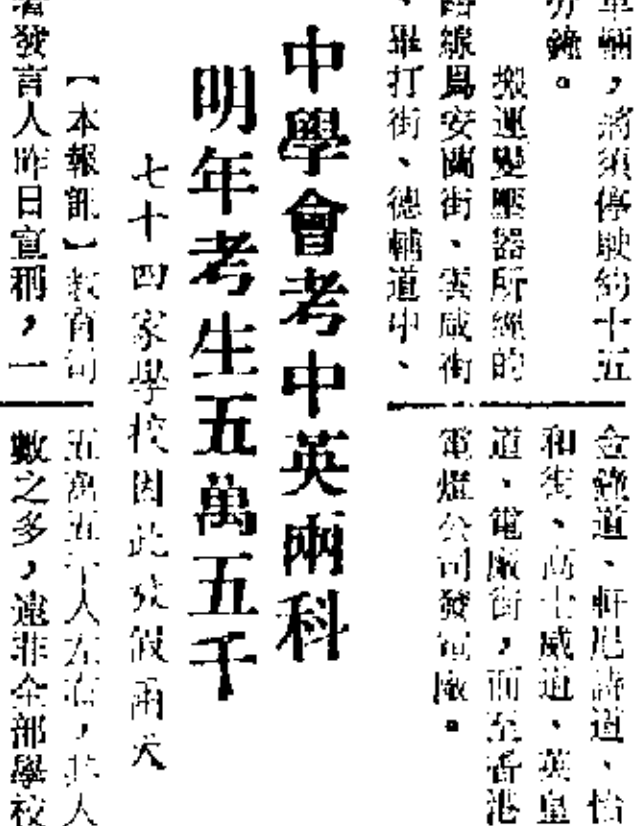 車輛，將須停駛約十五
分鐘。
搬運變壓器所經的
路線爲安蘭街、雲咸街
、畢打街、德輔道中、
金鐘道、軒尼詩道、怡
和街、高士威道、英皇
道、電廠街，而至香港
電燈公司發電廠。
中學會考中英兩科
明年考生五萬五千
七十四家學校因此放假兩天
【本報訊】教育司
署發言人昨日宣稱，一
五萬五千人左右，其人
數之多，遠非全部學校